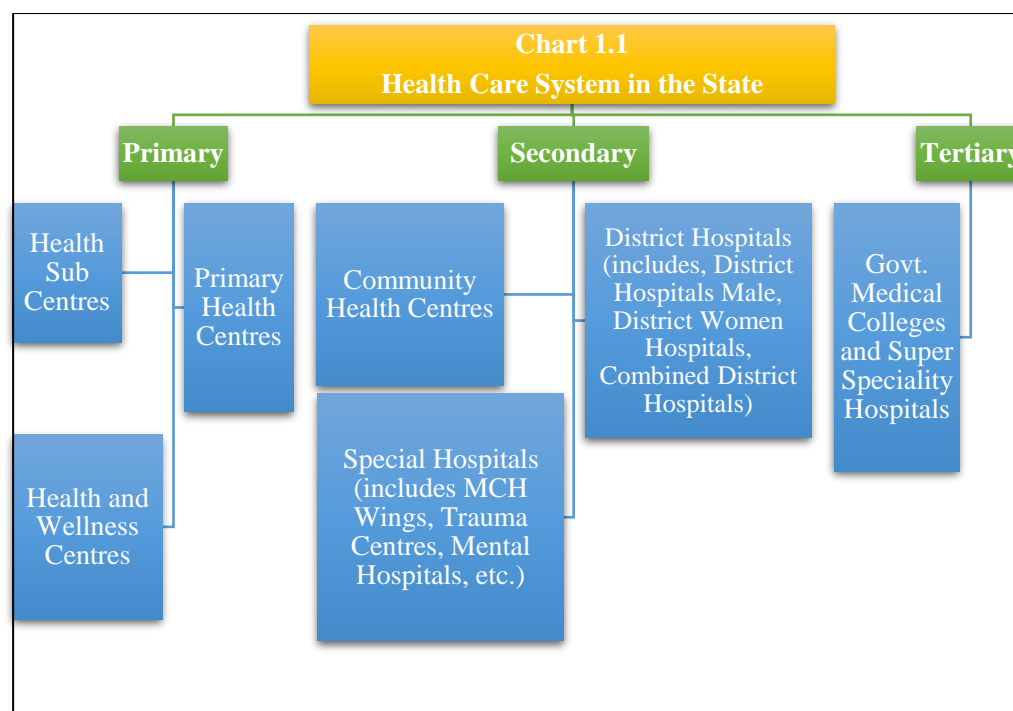 Chart 1.1
Health Care System in the State
Primary
Secondary
Tertiary
Health
Sub
Centres
Primary
Health
Centres
Health and
Wellness
Centres
Community
Health Centres
District Hospitals
(includes, District
Hospitals Male,
District Women
Hospitals,
Combined District
Hospitals)
Special Hospitals
(includes MCH
Wings, Trauma
Centres, Mental
Hospitals, etc.)
Govt.
Medical
Colleges
and Super
Speciality
Hospitals